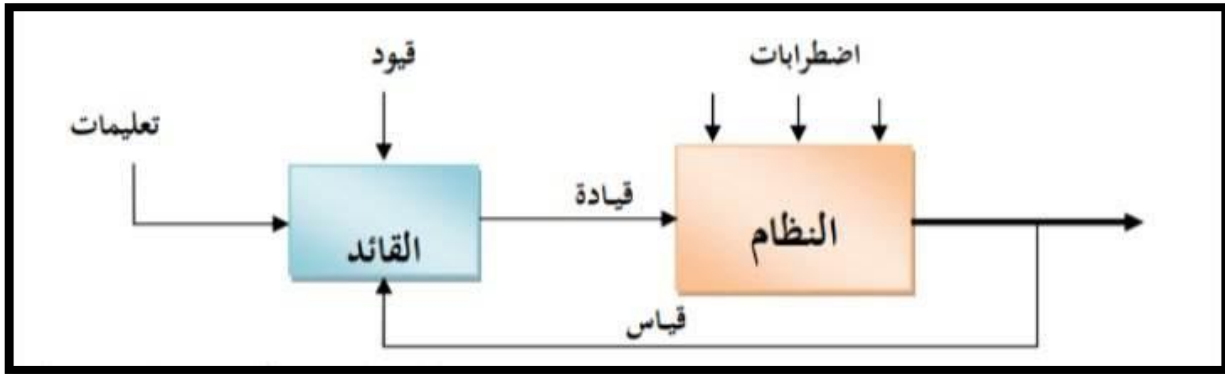 قيود
اضطرابات
تعليمات
قيادة
القائد
النظام
قياس